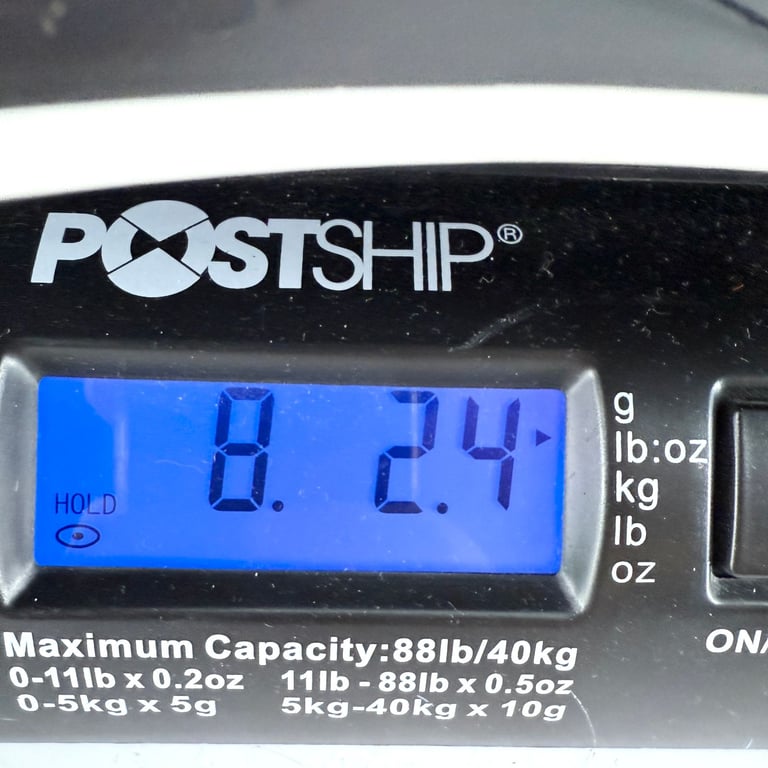 POSTSHIP®
8. 2.4
HOLD
g
lb:oz
kg
lb
oz
ON/
Maximum Capacity:88lb/40kg
0-11lb x 0.2oz 11lb - 88lb x 0.5oz
0-5kg x 5g 5kg-40kg x 10g